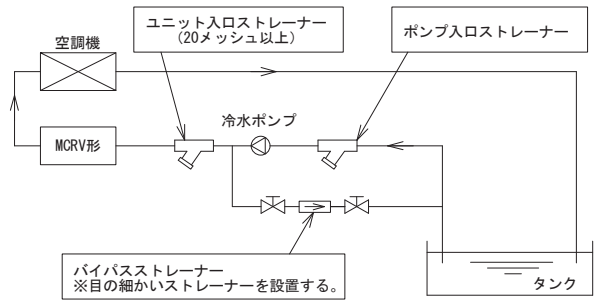 ユニット入口ストレーナー
(20メッシュ以上)
ポンプ入口ストレーナー
空調機
冷水ポンプ
MCRV形
バイパスストレーナー
※目の細かいストレーナーを設置する。
タンク